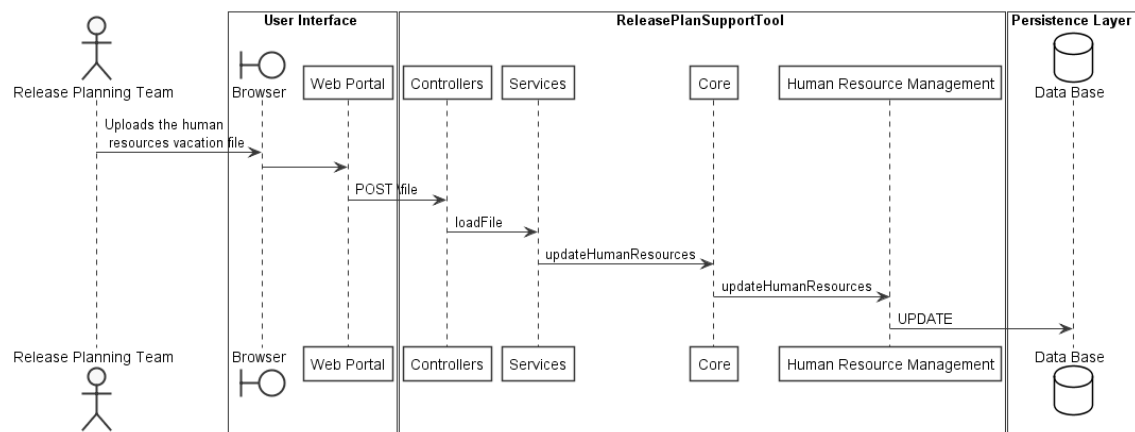 User Interface
ReleasePlanSupportTool
Persistence Layer
Release Planning Team
Browser
Web Portal
Controllers
Services
Core
Human Resource Management
Data Base
Uploads the human
resources vacation file
POST \file
loadFile
updateHumanResources
updateHumanResources
UPDATE
Release Planning Team
Browser
Web Portal
Controllers
Services
Core
Human Resource Management
Data Base